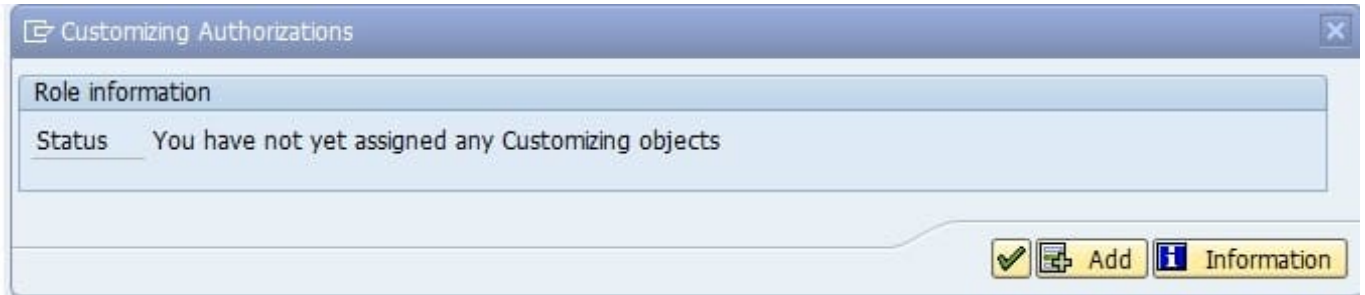 Customizing Authorizations
Role information
Status You have not yet assigned any Customizing objects
Add Information